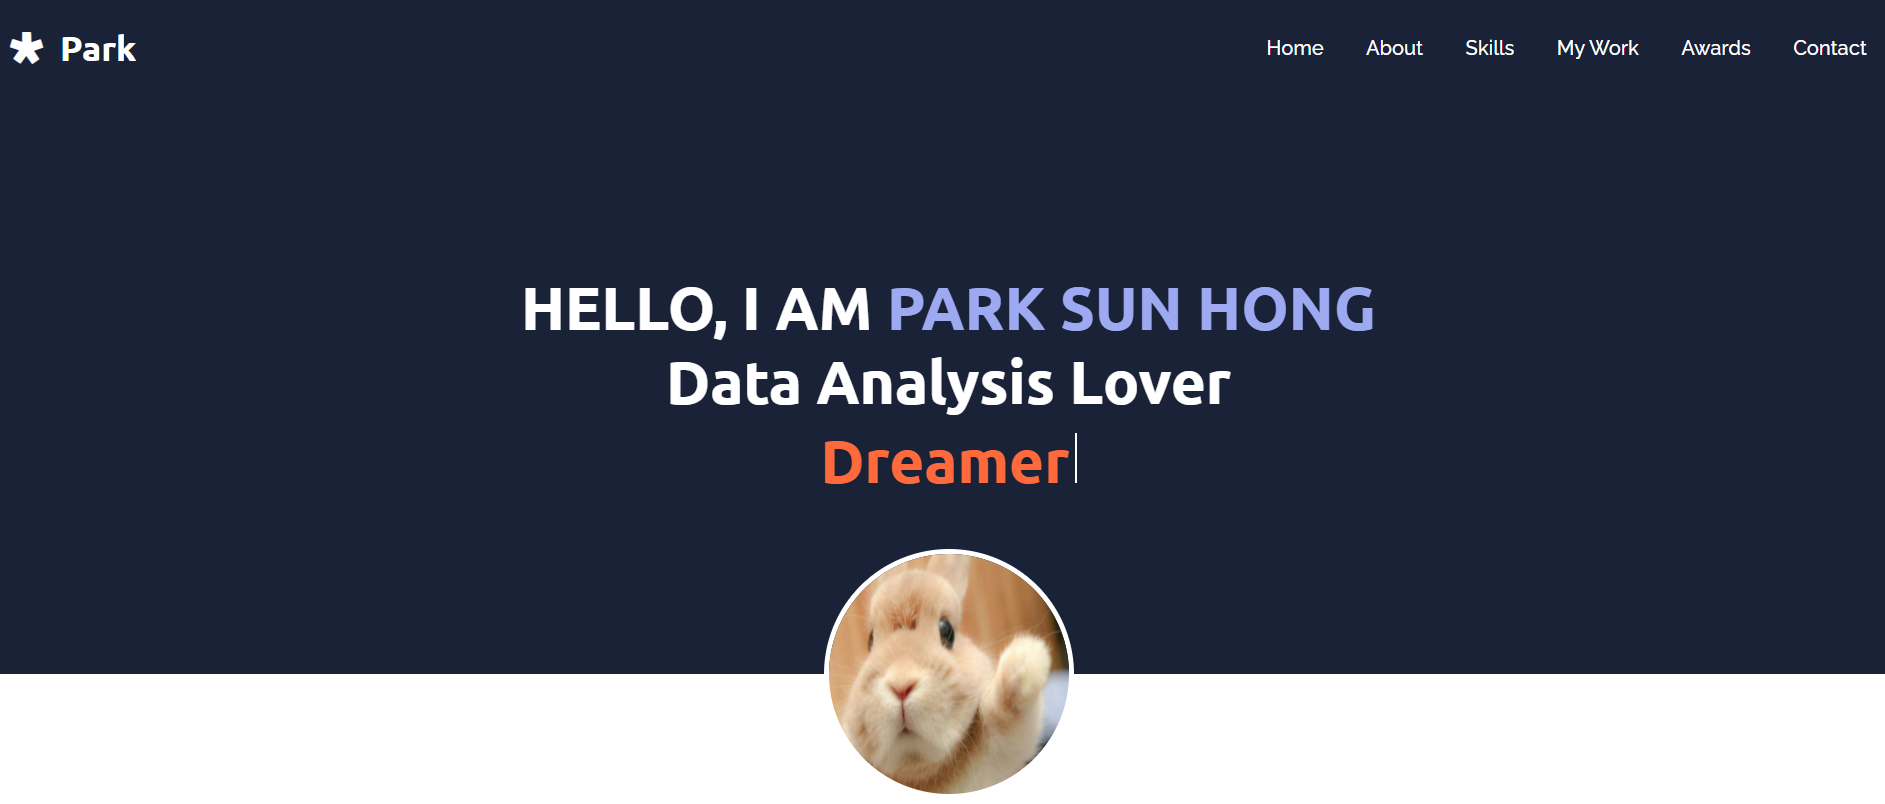 Park
Home About Skills My Work Awards Contact
HELLO, I AM PARK SUN HONG
Data Analysis Lover
Dreamer